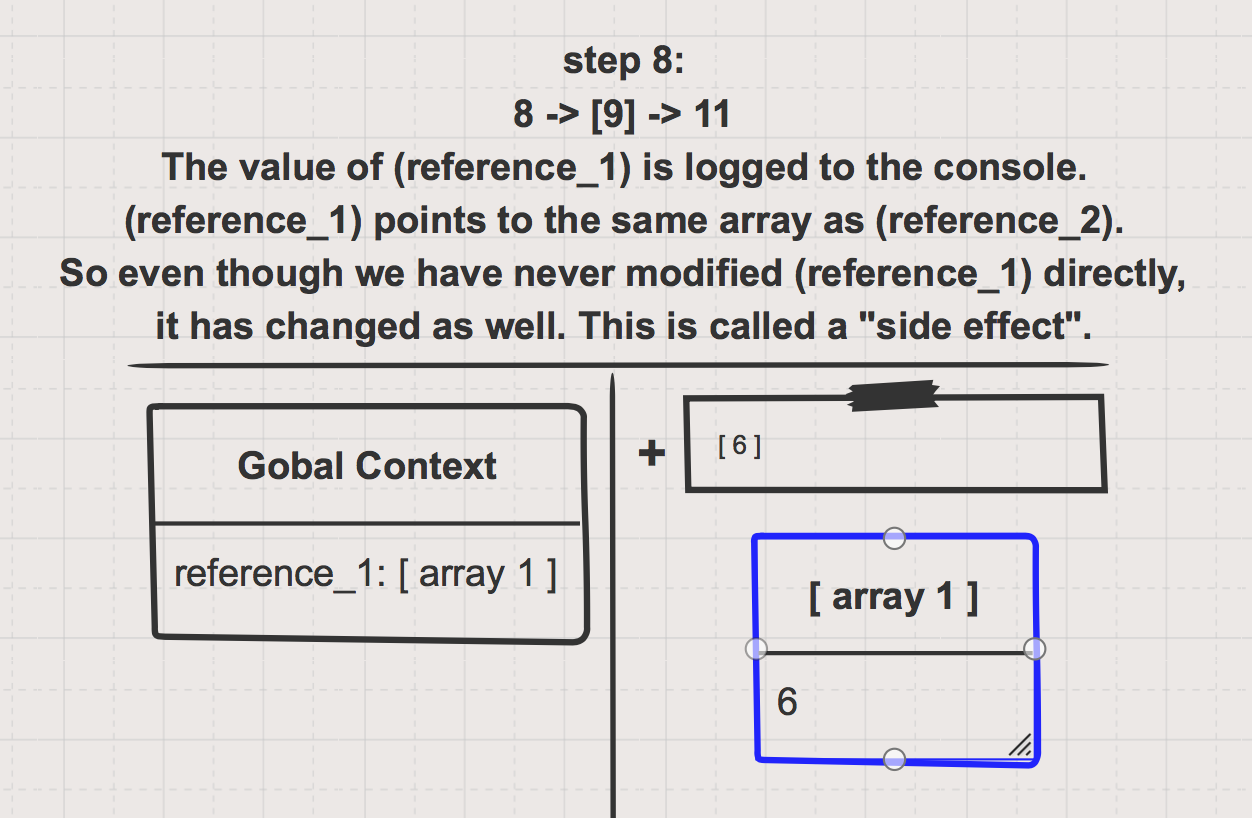 step 8:
8 -> [9] -> 11
The value of (reference_1) is logged to the console.
(reference_1) points to the same array as (reference_2).
So even though we have never modified (reference_1) directly,
it has changed as well. This is called a "side effect".
Gobal Context
reference_1: [ array 1 ]
+
[ 6 ]
[ array 1 ]
6